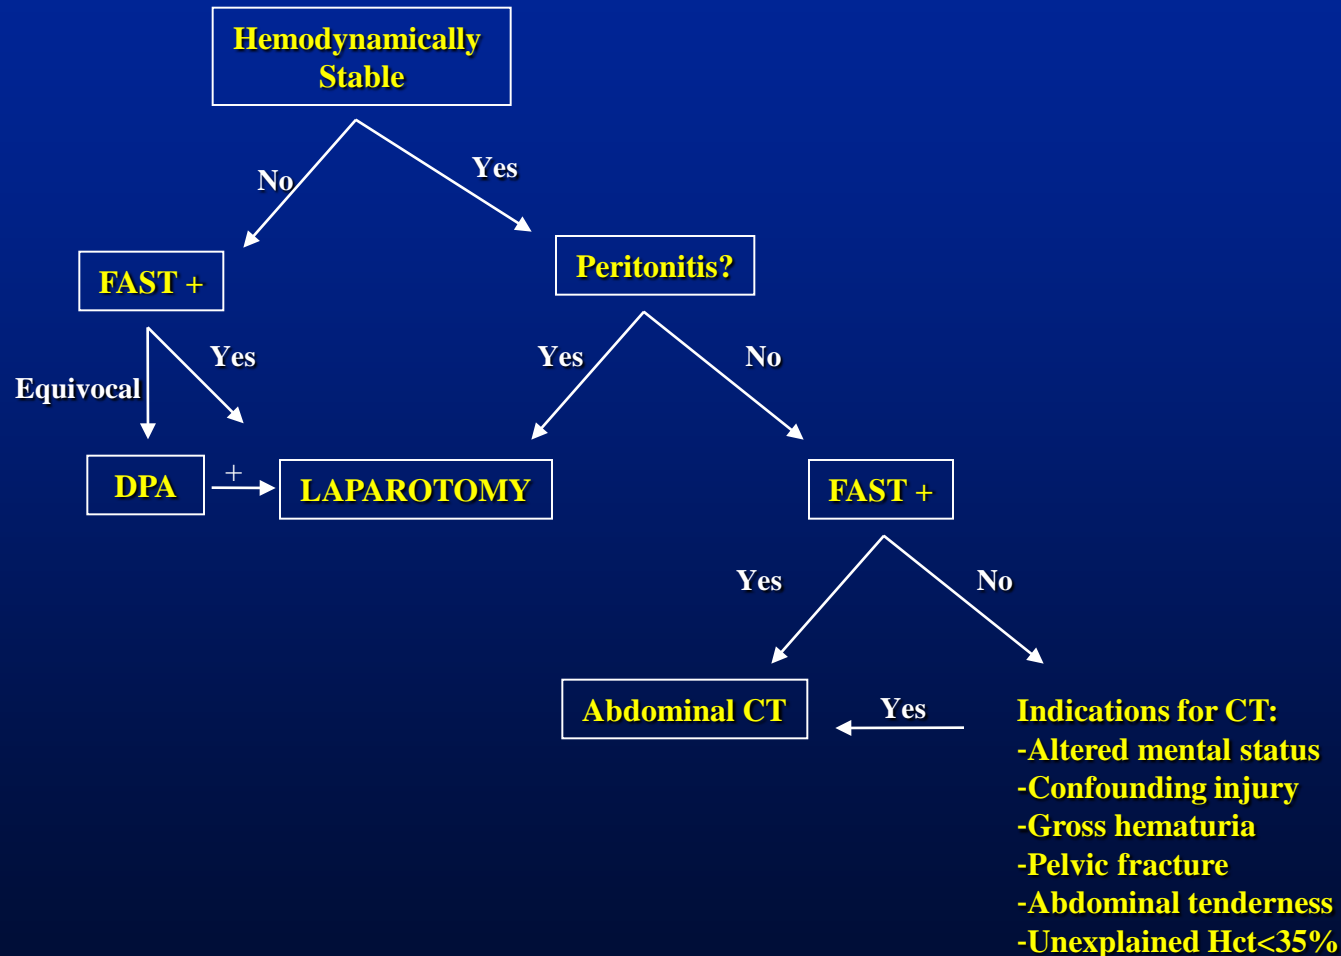 Hemodynamically
Stable
No
Yes
FAST +
Peritonitis?
Equivocal
Yes
Yes
No
DPA
+
LAPAROTOMY
FAST +
Yes
No
Abdominal CT
Yes
Indications for CT:
-Altered mental status
-Confounding injury
-Gross hematuria
-Pelvic fracture
-Abdominal tenderness
-Unexplained Hct<35%